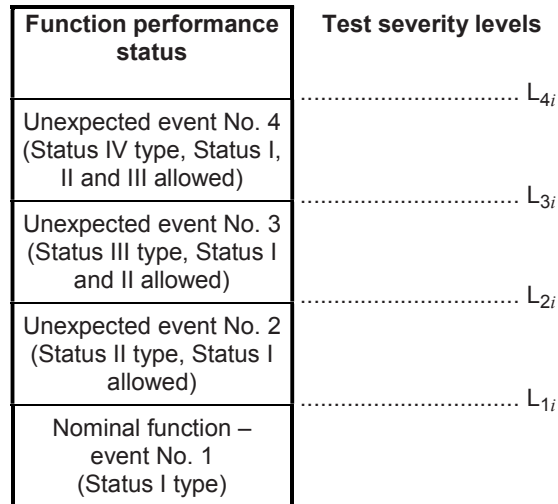 Function performance
status
Test severity levels
................................ L4i
Unexpected event No. 4
(Status IV type, Status I,
II and III allowed)
................................ L3i
Unexpected event No. 3
(Status III type, Status I
and II allowed)
................................ L2i
Unexpected event No. 2
(Status II type, Status I
allowed)
................................ L1i
Nominal function –
event No. 1
(Status I type)